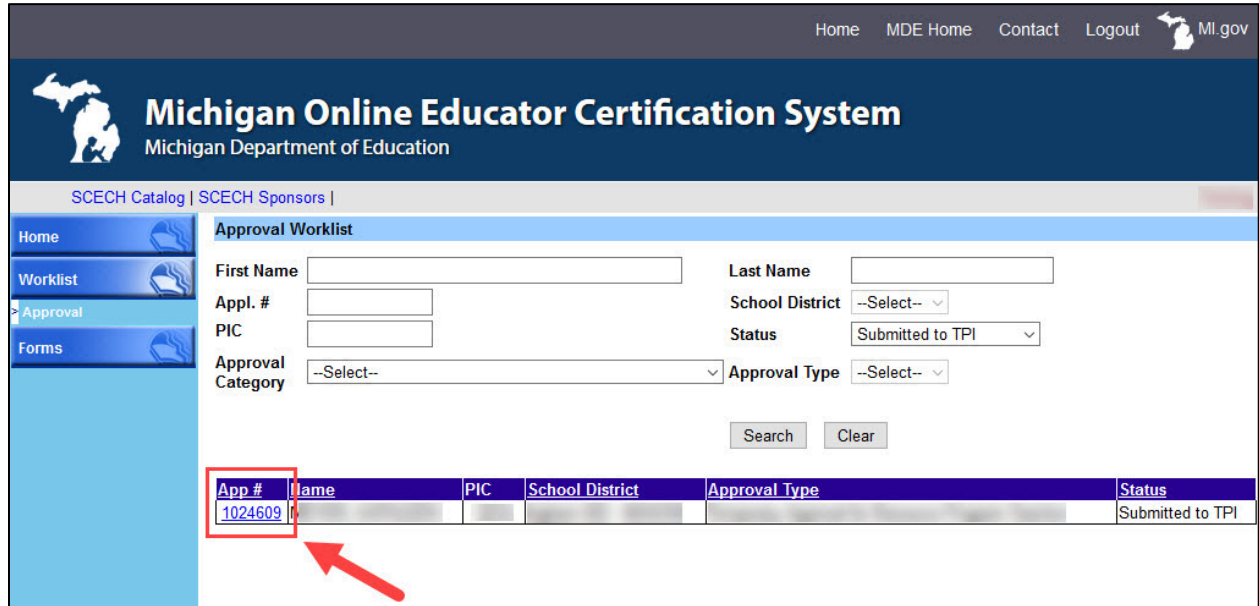 Home MDE Home Contact Logout MI.gov
Michigan Online Educator Certification System
Michigan Department of Education
SCECH Catalog | SCECH Sponsors |
Home
Worklist
> Approval
Forms
Approval Worklist
First Name Last Name
Appl. # School District --Select--
PIC Status Submitted to TPI
Approval Category --Select-- Approval Type --Select--
Search Clear
App # Name PIC School District Approval Type Status
1024609 Submitted to TPI